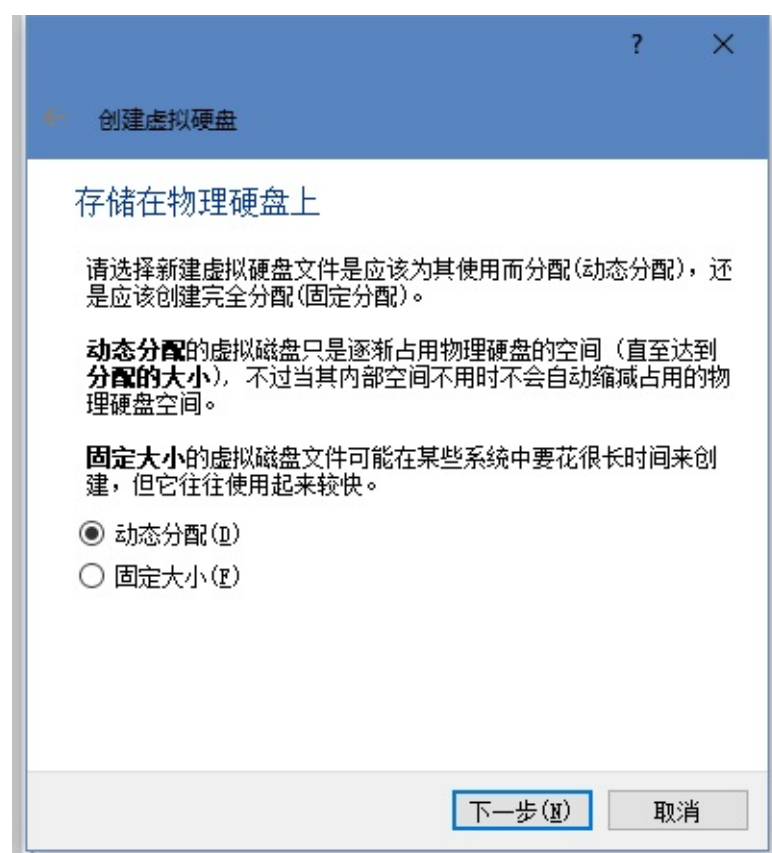 ?
创建虚拟硬盘
存储在物理硬盘上
请选择新建虚拟硬盘文件是应该为其使用而分配(动态分配)，还
是应该创建完全分配(固定分配)。
动态分配的虚拟磁盘只是逐渐占用物理硬盘的空间（直至达到
分配的大小），不过当其内部空间不用时不会自动缩减占用的物
理硬盘空间。
固定大小的虚拟磁盘文件可能在某些系统中要花很长时间来创
建，但它往往使用起来较快。
动态分配(D)
固定大小(F)
下一步(N)
取消